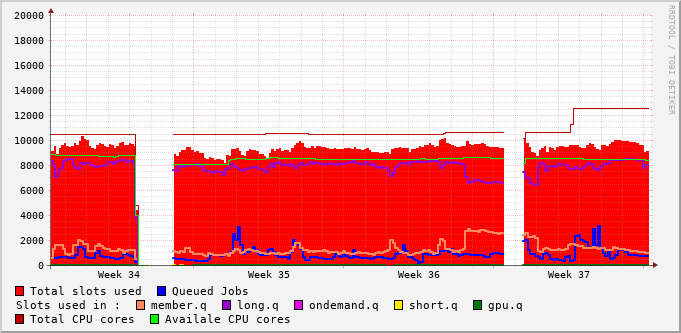 20000
18000
16000
14000
12000
10000
8000
6000
4000
2000
0
Week 34 Week 35 Week 36 Week 37
RRDTOOL / TOBI OETIKER
Total slots used Queued Jobs
Slots used in : member.q long.q ondemand.q short.q gpu.q
Total CPU cores Availale CPU cores